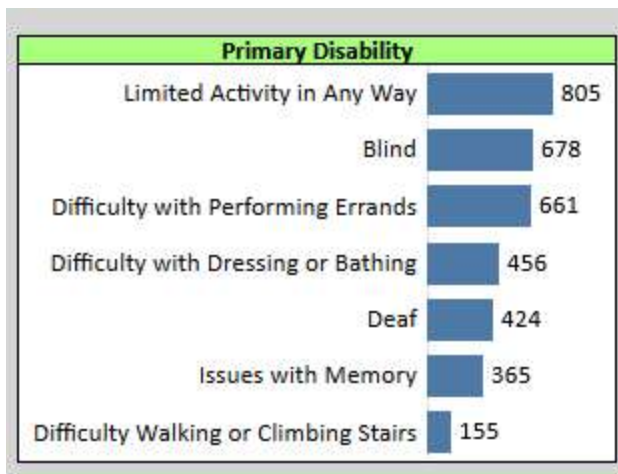 Primary Disability
Limited Activity in Any Way 805
Blind 678
Difficulty with Performing Errands 661
Difficulty with Dressing or Bathing 456
Deaf 424
Issues with Memory 365
Difficulty Walking or Climbing Stairs 155